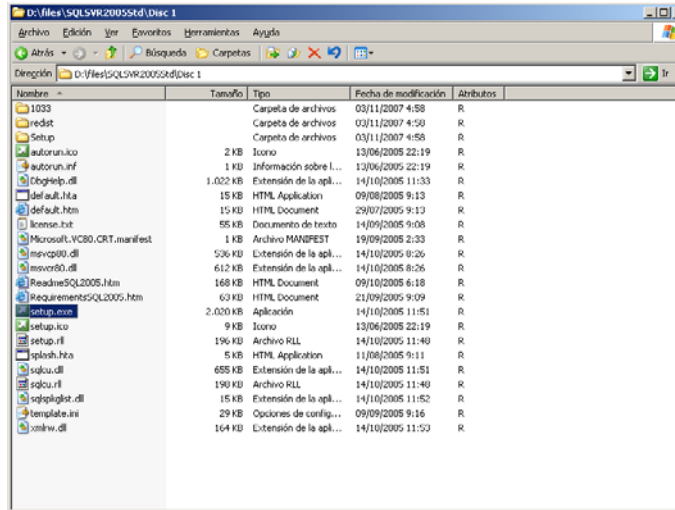 D:\files\SQLSVR2005Std\Disc 1
Archivo Edición Ver Favoritos Herramientas Ayuda
Atrás Búsqueda Carpetas
Dirección D:\files\SQLSVR2005Std\Disc 1 Ir
Nombre Tamaño Tipo Fecha de modificación Atributos
1033 Carpeta de archivos 03/11/2007 4:58 R
redist Carpeta de archivos 03/11/2007 4:58 R
Setup Carpeta de archivos 03/11/2007 4:58 R
autorun.ico 2 KB Icono 13/06/2005 22:19 R
autorun.inf 1 KB Información sobre l... 13/06/2005 22:19 R
DbgHelp.dll 1.022 KB Extensión de la apli... 14/10/2005 11:33 R
default.hta 15 KB HTML Application 09/08/2005 9:13 R
default.htm 15 KB HTML Document 29/07/2005 9:13 R
license.txt 55 KB Documento de texto 14/09/2005 9:08 R
Microsoft.VC80.CRT.manifest 1 KB Archivo MANIFEST 19/09/2005 2:33 R
msvcp80.dll 536 KB Extensión de la apli... 14/10/2005 8:26 R
msvcr80.dll 612 KB Extensión de la apli... 14/10/2005 8:26 R
ReadmeSQL2005.htm 168 KB HTML Document 09/10/2005 6:18 R
RequirementsSQL2005.htm 63 KB HTML Document 21/09/2005 9:09 R
setup.exe 2.020 KB Aplicación 14/10/2005 11:51 R
setup.ico 9 KB Icono 13/06/2005 22:19 R
setup.rll 196 KB Archivo RLL 14/10/2005 11:48 R
splash.hta 5 KB HTML Application 11/08/2005 9:11 R
sqlcu.dll 655 KB Extensión de la apli... 14/10/2005 11:51 R
sqlcu.rll 198 KB Archivo RLL 14/10/2005 11:48 R
sqlspkglist.dll 15 KB Extensión de la apli... 14/10/2005 11:52 R
template.ini 29 KB Opciones de config... 09/09/2005 9:16 R
xmlrw.dll 164 KB Extensión de la apli... 14/10/2005 11:53 R